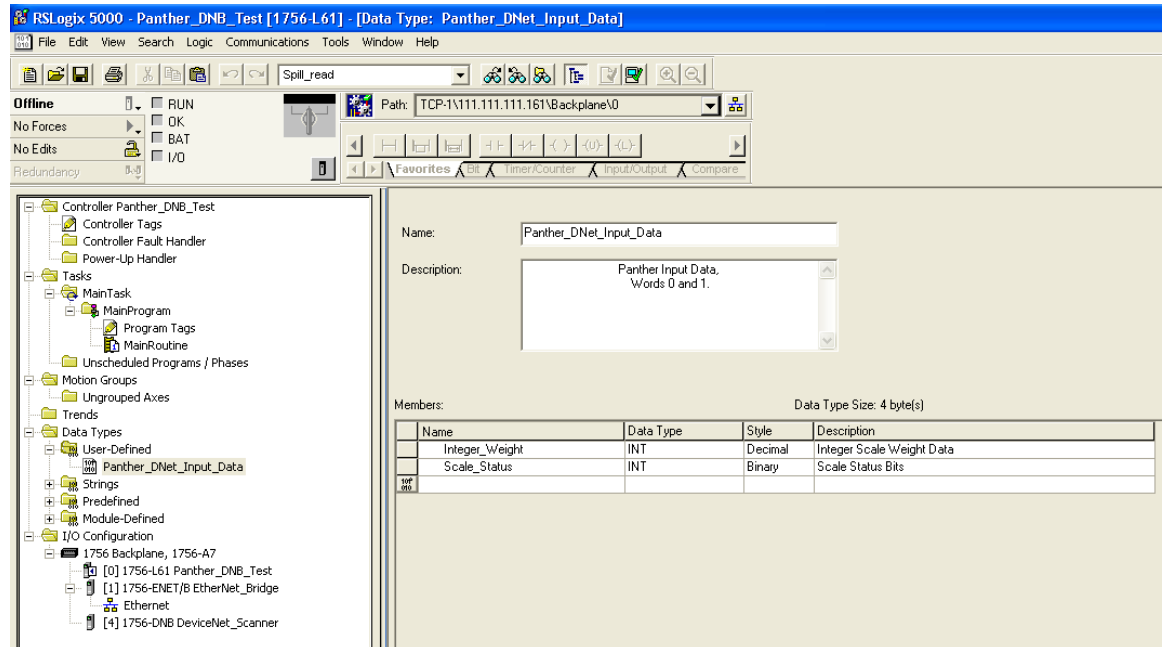 RSLogix 5000 - Panther_DNB_Test [1756-L61] - [Data Type: Panther_DNet_Input_Data]
File Edit View Search Logic Communications Tools Window Help
Spill_read
Offline
RUN
No Forces
OK
No Edits
BAT
Redundancy
I/O
Path: TCP-1\111.111.111.161\Backplane\0
Favorites Bit Timer/Counter Input/Output Compare
Controller Panther_DNB_Test
Controller Tags
Controller Fault Handler
Power-Up Handler
Tasks
MainTask
MainProgram
Program Tags
MainRoutine
Unscheduled Programs / Phases
Motion Groups
Ungrouped Axes
Trends
Data Types
User-Defined
Panther_DNet_Input_Data
Strings
Predefined
Module-Defined
I/O Configuration
1756 Backplane, 1756-A7
[0] 1756-L61 Panther_DNB_Test
[1] 1756-ENET/B EtherNet_Bridge
Ethernet
[4] 1756-DNB DeviceNet_Scanner
Name: Panther_DNet_Input_Data
Description: Panther Input Data,
Words 0 and 1.
Members: Data Type Size: 4 byte(s)
Name Data Type Style Description
Integer_Weight INT Decimal Integer Scale Weight Data
Scale_Status INT Binary Scale Status Bits